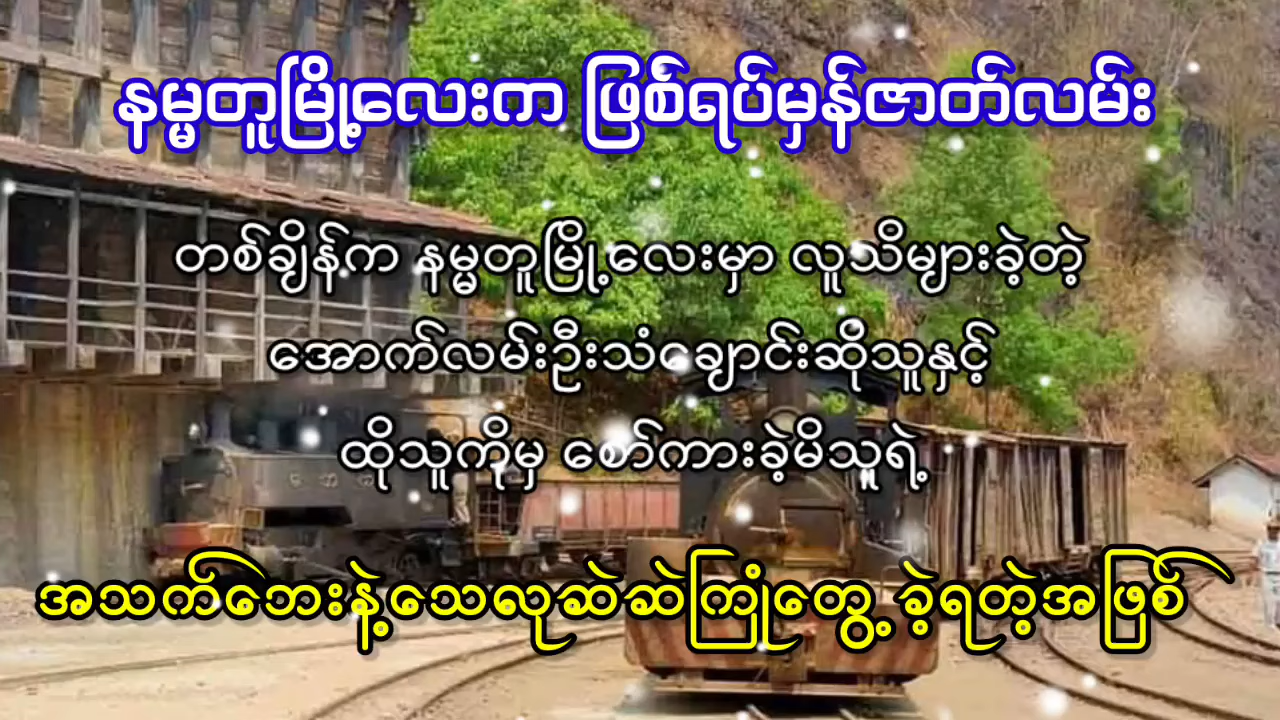 နမ္မတူမြို့လေးက ဖြစ်ရပ်မှန်ဇာတ်လမ်း
တစ်ချိန်က နမ္မတူမြို့လေးမှာ လူသိများခဲ့တဲ့
အောက်လမ်းဦးသံချောင်းဆိုသူနှင့်
ထိုသူကိုမှ စော်ကားခဲ့မိသူရဲ့
အသက်ဘေးနဲ့သေလုဆဲဆဲကြုံတွေ့ခဲ့ရတဲ့အဖြစ်